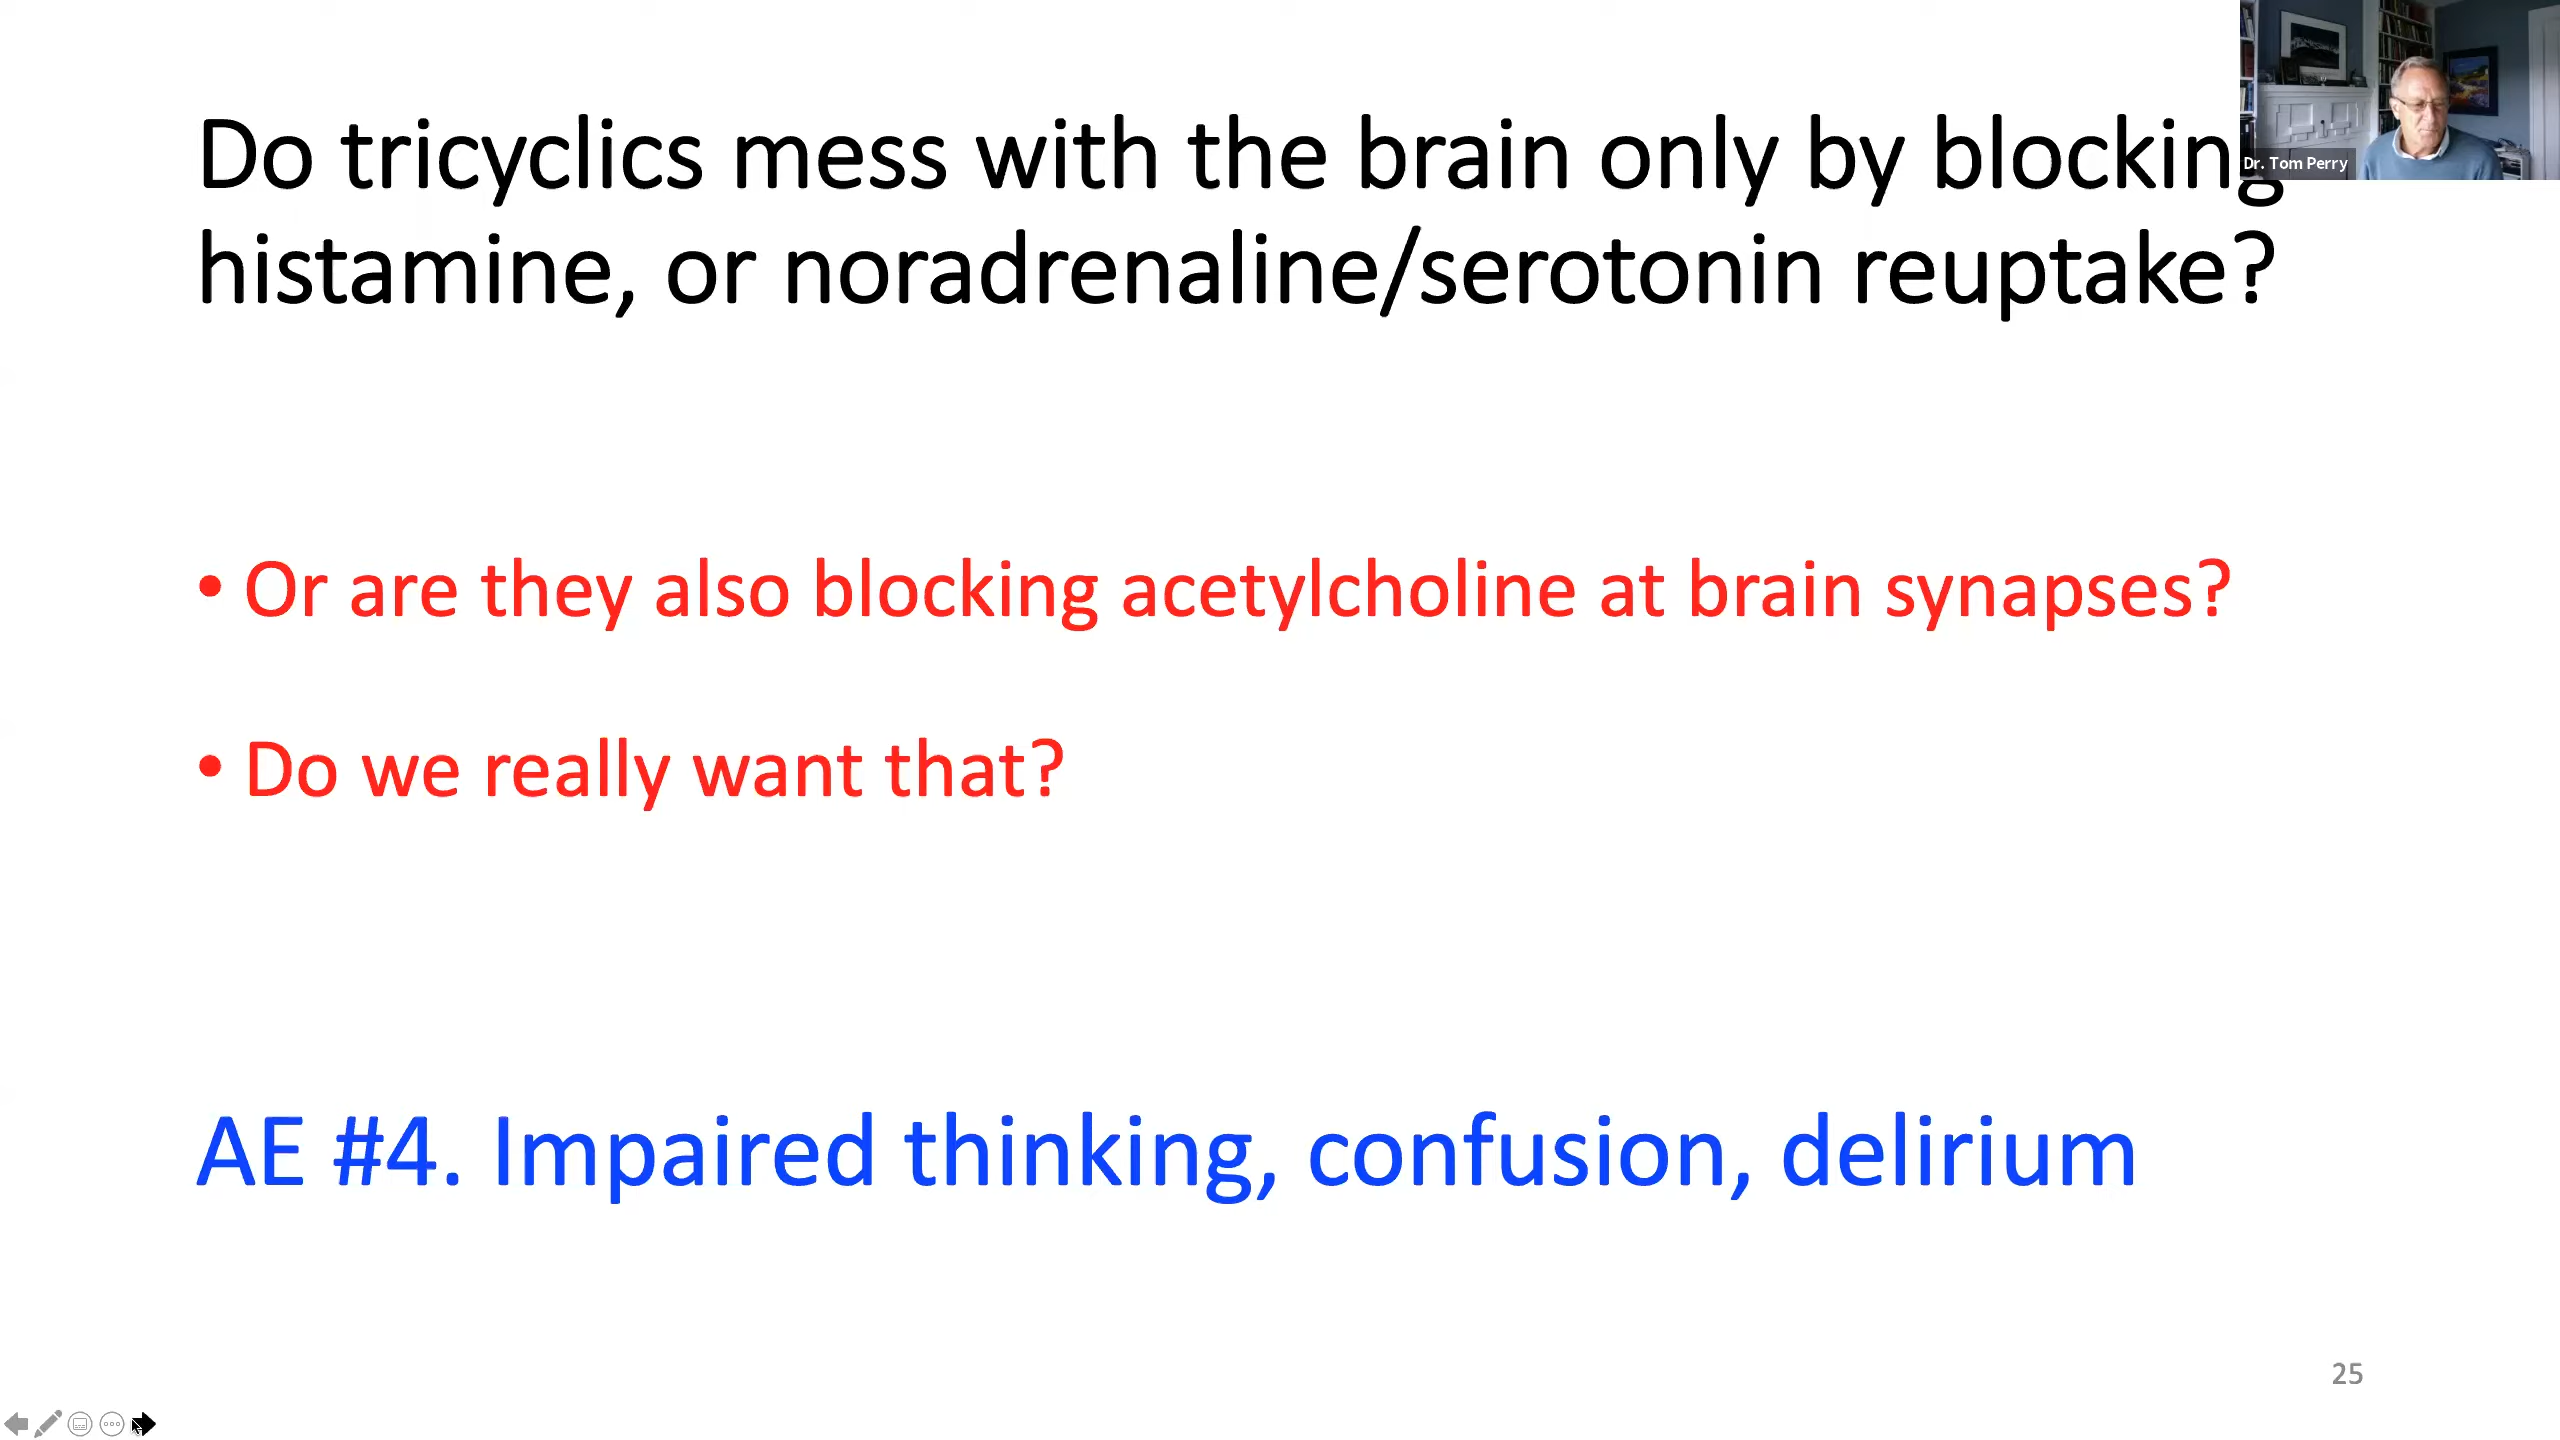 Do tricyclics mess with the brain only by blocking
histamine, or noradrenaline/serotonin reuptake?
Dr. Tom Perry
• Or are they also blocking acetylcholine at brain synapses?
• Do we really want that?
AE #4. Impaired thinking, confusion, delirium
25